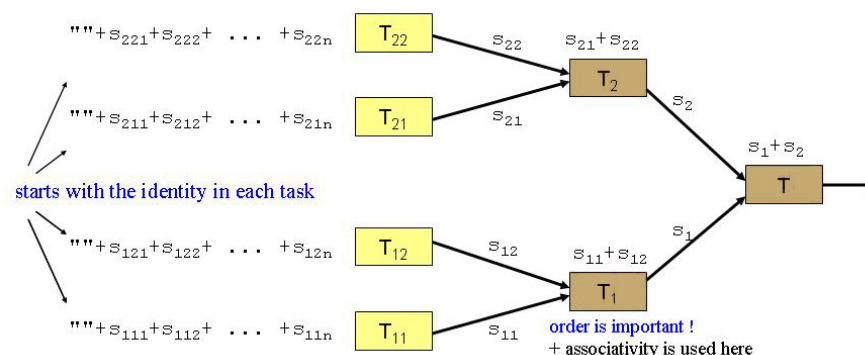 ""+s₂₂₁+s₂₂₂+ . . . +s₂₂ₙ
T₂₂
s₂₂
s₂₁+s₂₂
T₂
""+s₂₁₁+s₂₁₂+ . . . +s₂₁ₙ
T₂₁
s₂₁
s₂
s₁+s₂
T
starts with the identity in each task
""+s₁₂₁+s₁₂₂+ . . . +s₁₂ₙ
T₁₂
s₁₂
s₁
s₁₁+s₁₂
T₁
""+s₁₁₁+s₁₁₂+ . . . +s₁₁ₙ
T₁₁
s₁₁
order is important !
+ associativity is used here